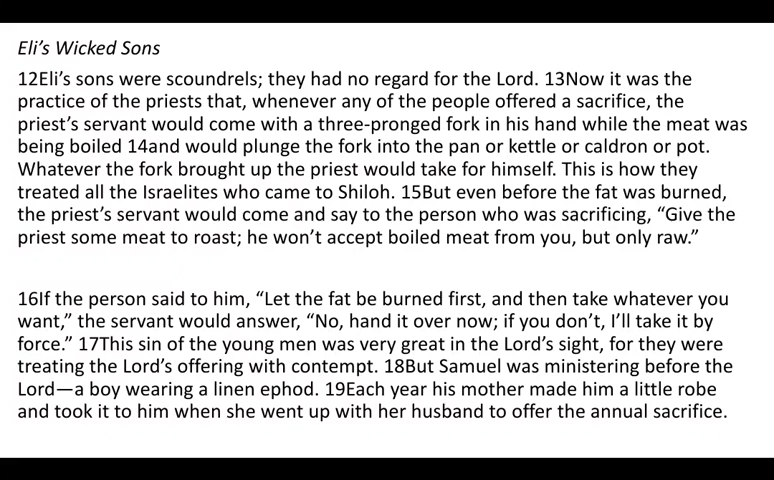 Eli’s Wicked Sons
12Eli’s sons were scoundrels; they had no regard for the Lord. 13Now it was the
practice of the priests that, whenever any of the people offered a sacrifice, the
priest’s servant would come with a three-pronged fork in his hand while the meat was
being boiled 14and would plunge the fork into the pan or kettle or caldron or pot.
Whatever the fork brought up the priest would take for himself. This is how they
treated all the Israelites who came to Shiloh. 15But even before the fat was burned,
the priest’s servant would come and say to the person who was sacrificing, “Give the
priest some meat to roast; he won’t accept boiled meat from you, but only raw.”
16If the person said to him, “Let the fat be burned first, and then take whatever you
want,” the servant would answer, “No, hand it over now; if you don’t, I’ll take it by
force.” 17This sin of the young men was very great in the Lord’s sight, for they were
treating the Lord’s offering with contempt. 18But Samuel was ministering before the
Lord—a boy wearing a linen ephod. 19Each year his mother made him a little robe
and took it to him when she went up with her husband to offer the annual sacrifice.